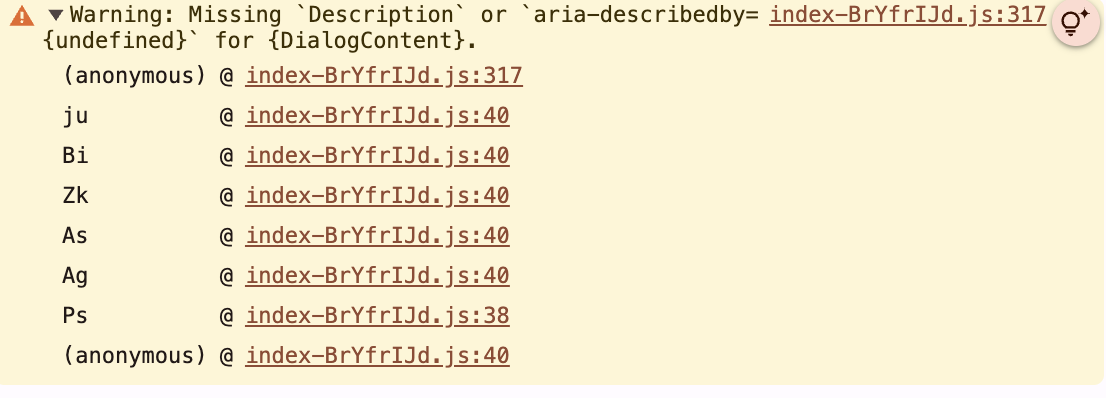 Warning: Missing `Description` or `aria-describedby= index-BrYfrIJd.js:317
{undefined}` for {DialogContent}.
(anonymous) @ index-BrYfrIJd.js:317
ju @ index-BrYfrIJd.js:40
Bi @ index-BrYfrIJd.js:40
Zk @ index-BrYfrIJd.js:40
As @ index-BrYfrIJd.js:40
Ag @ index-BrYfrIJd.js:40
Ps @ index-BrYfrIJd.js:38
(anonymous) @ index-BrYfrIJd.js:40